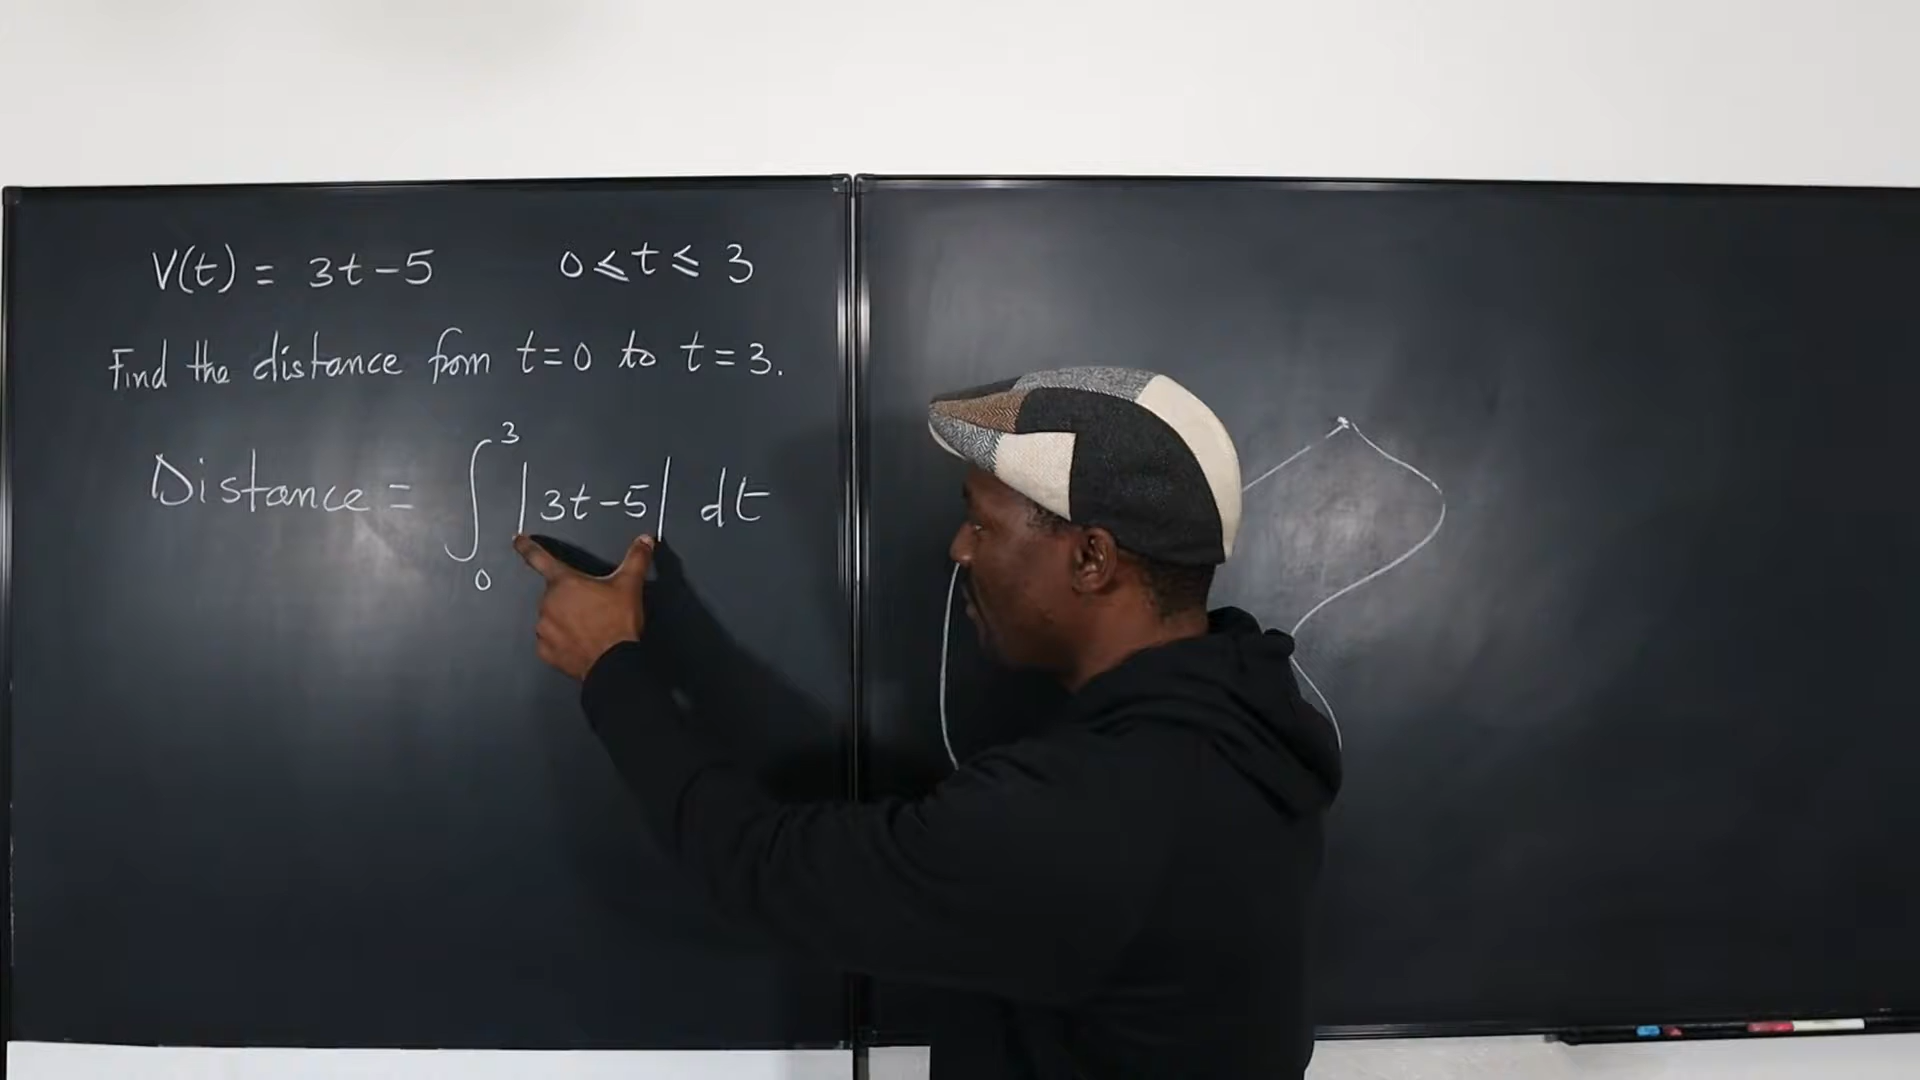 V(t) = 3t-5 0 ⩽ t ⩽ 3
Find the distance from t=0 to t=3.
Distance = ∫₀³ |3t-5| dt